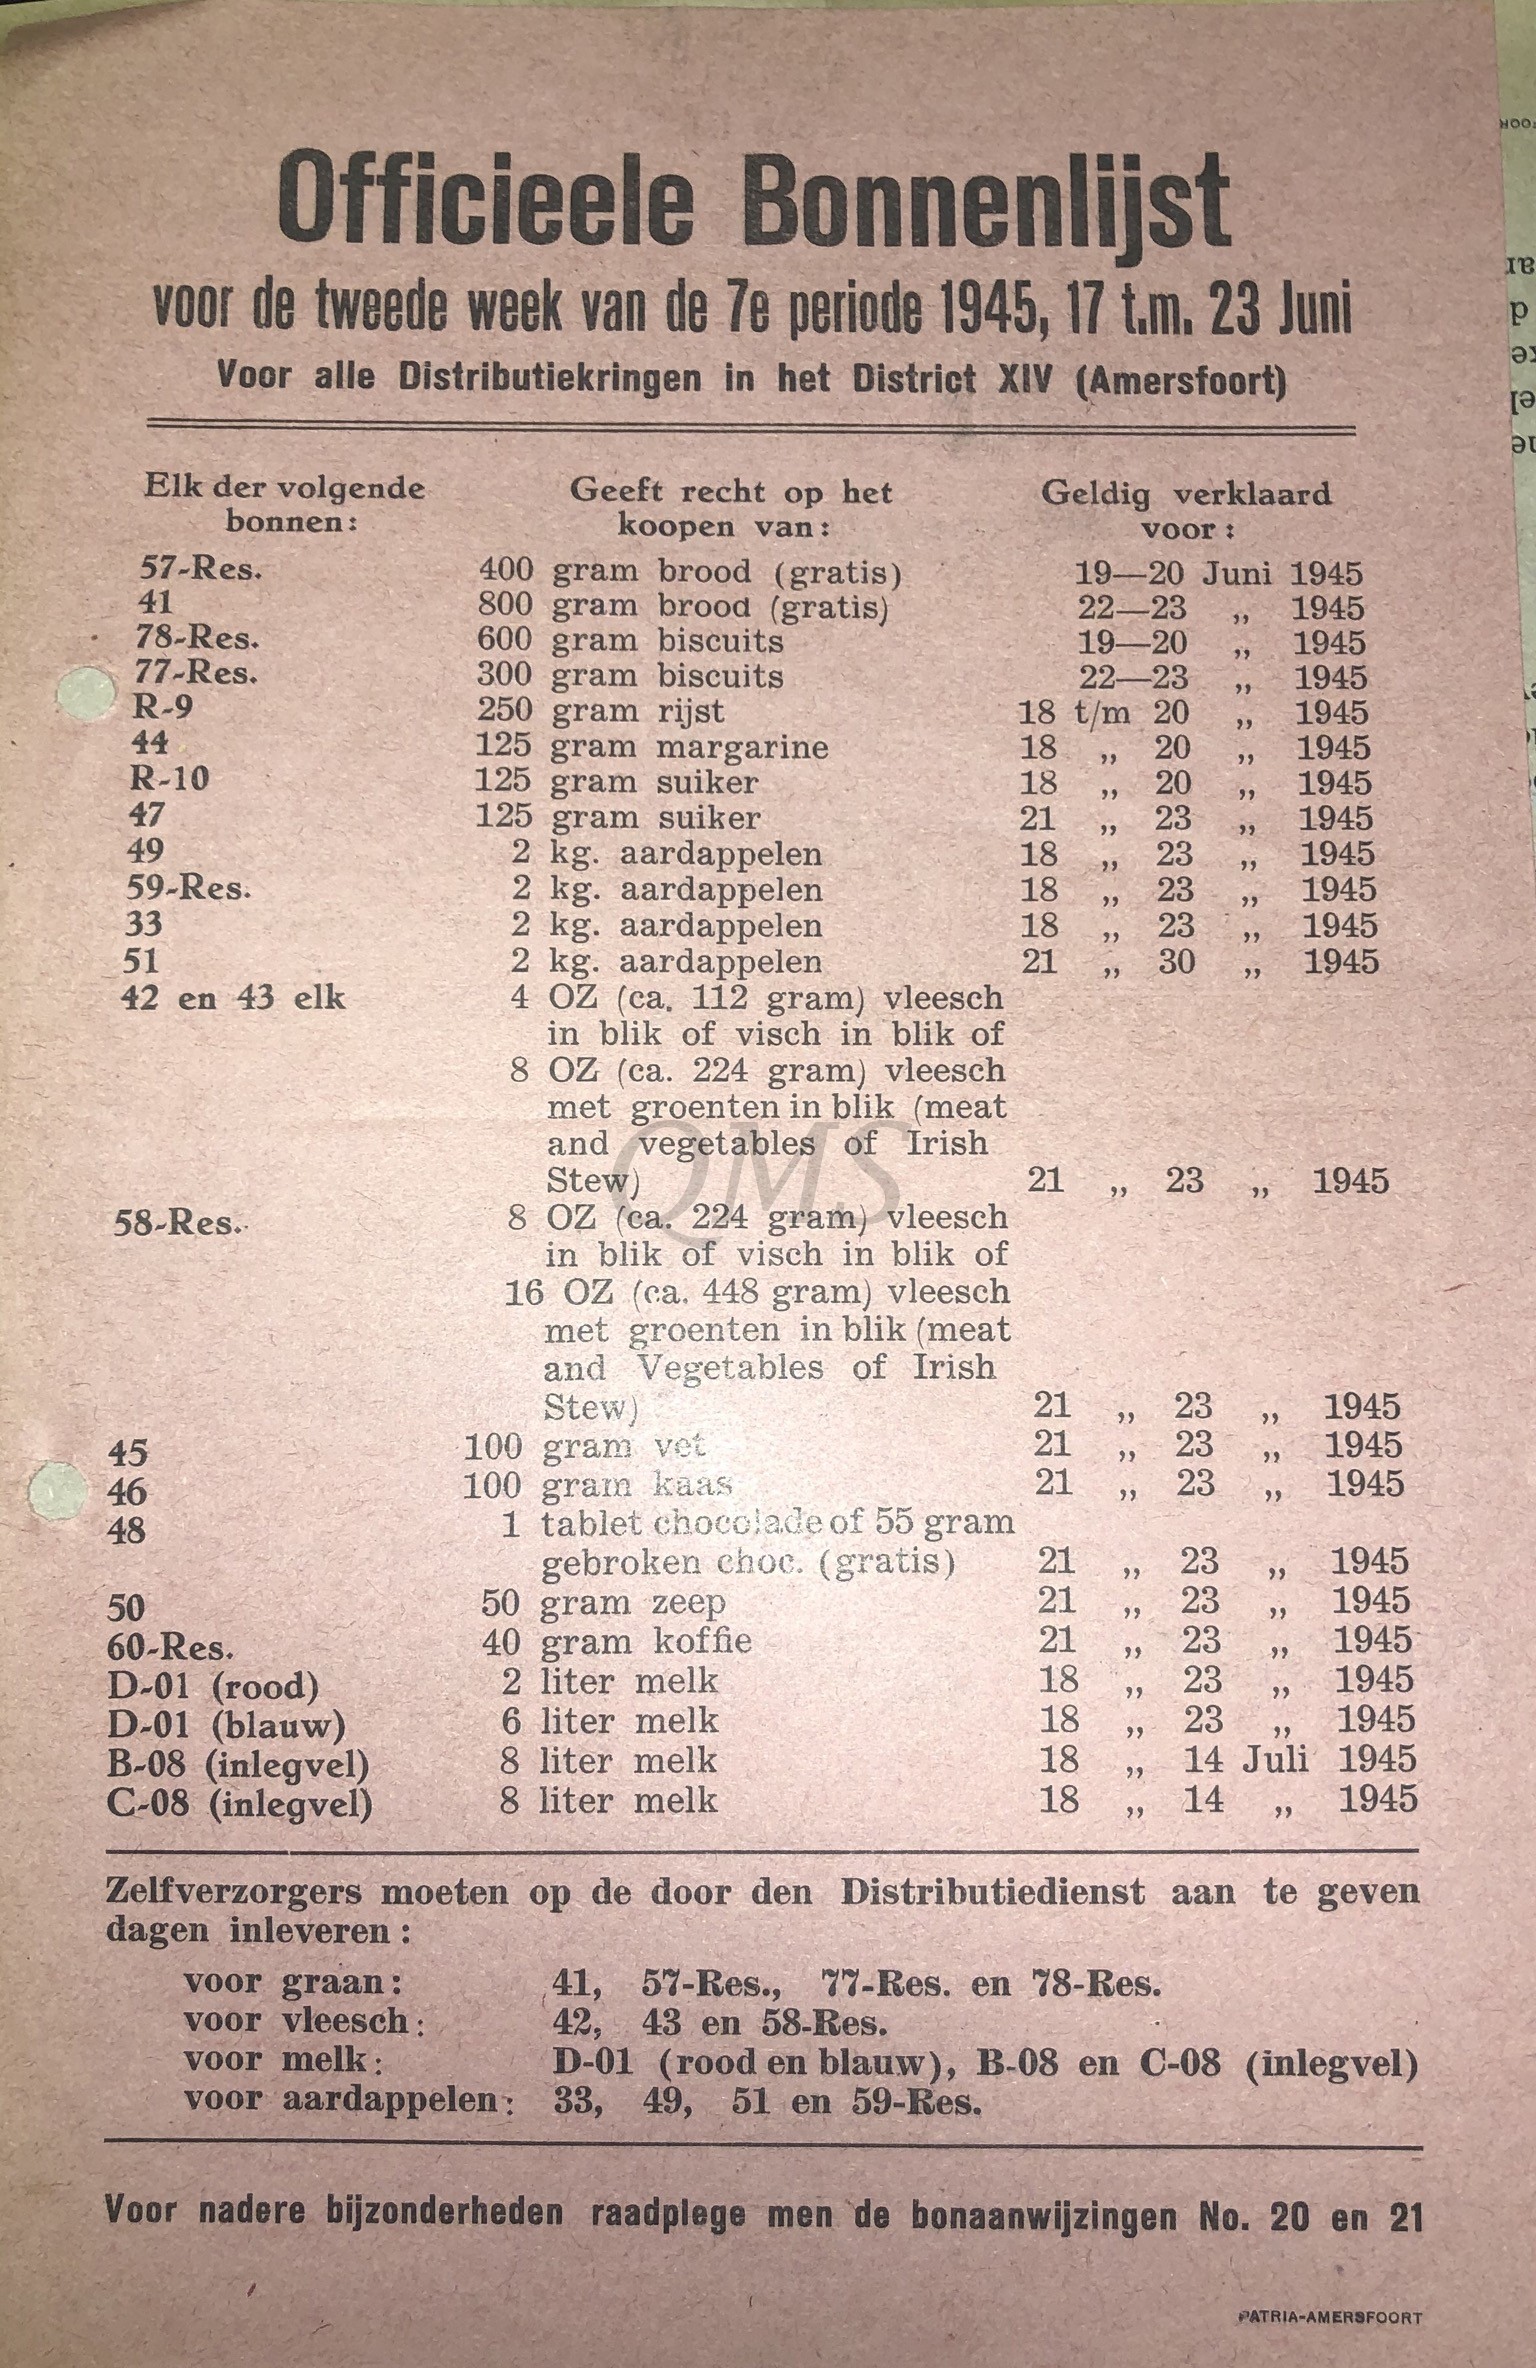 Officieele Bonnenlijst
voor de tweede week van de 7e periode 1945, 17 t.m. 23 Juni
Voor alle Distributiekringen in het District XIV (Amersfoort)
Elk der volgende bonnen: Geeft recht op het koopen van: Geldig verklaard voor:
57-Res. 400 gram brood (gratis) 19—20 Juni 1945
41 800 gram brood (gratis) 22—23 „ 1945
78-Res. 600 gram biscuits 19—20 „ 1945
77-Res. 300 gram biscuits 22—23 „ 1945
R-9 250 gram rijst 18 t/m 20 „ 1945
44 125 gram margarine 18 „ 20 „ 1945
R-10 125 gram suiker 18 „ 20 „ 1945
47 125 gram suiker 21 „ 23 „ 1945
49 2 kg. aardappelen 18 „ 23 „ 1945
59-Res. 2 kg. aardappelen 18 „ 23 „ 1945
33 2 kg. aardappelen 18 „ 23 „ 1945
51 2 kg. aardappelen 21 „ 30 „ 1945
42 en 43 elk 4 OZ (ca. 112 gram) vleesch
in blik of visch in blik of
8 OZ (ca. 224 gram) vleesch
met groenten in blik (meat
and vegetables of Irish
Stew) 21 „ 23 „ 1945
QMS
58-Res. 8 OZ (ca. 224 gram) vleesch
in blik of visch in blik of
16 OZ (ca. 448 gram) vleesch
met groenten in blik (meat
and Vegetables of Irish
Stew) 21 „ 23 „ 1945
45 100 gram vet 21 „ 23 „ 1945
46 100 gram kaas 21 „ 23 „ 1945
48 1 tablet chocolade of 55 gram
gebroken choc. (gratis) 21 „ 23 „ 1945
50 50 gram zeep 21 „ 23 „ 1945
60-Res. 40 gram koffie 21 „ 23 „ 1945
D-01 (rood) 2 liter melk 18 „ 23 „ 1945
D-01 (blauw) 6 liter melk 18 „ 23 „ 1945
B-08 (inlegvel) 8 liter melk 18 „ 14 Juli 1945
C-08 (inlegvel) 8 liter melk 18 „ 14 „ 1945
Zelfverzorgers moeten op de door den Distributiedienst aan te geven
dagen inleveren:
voor graan: 41, 57-Res., 77-Res. en 78-Res.
voor vleesch: 42, 43 en 58-Res.
voor melk: D-01 (rood en blauw), B-08 en C-08 (inlegvel)
voor aardappelen: 33, 49, 51 en 59-Res.
Voor nadere bijzonderheden raadplege men de bonaanwijzingen No. 20 en 21
PATRIA-AMERSFOORT